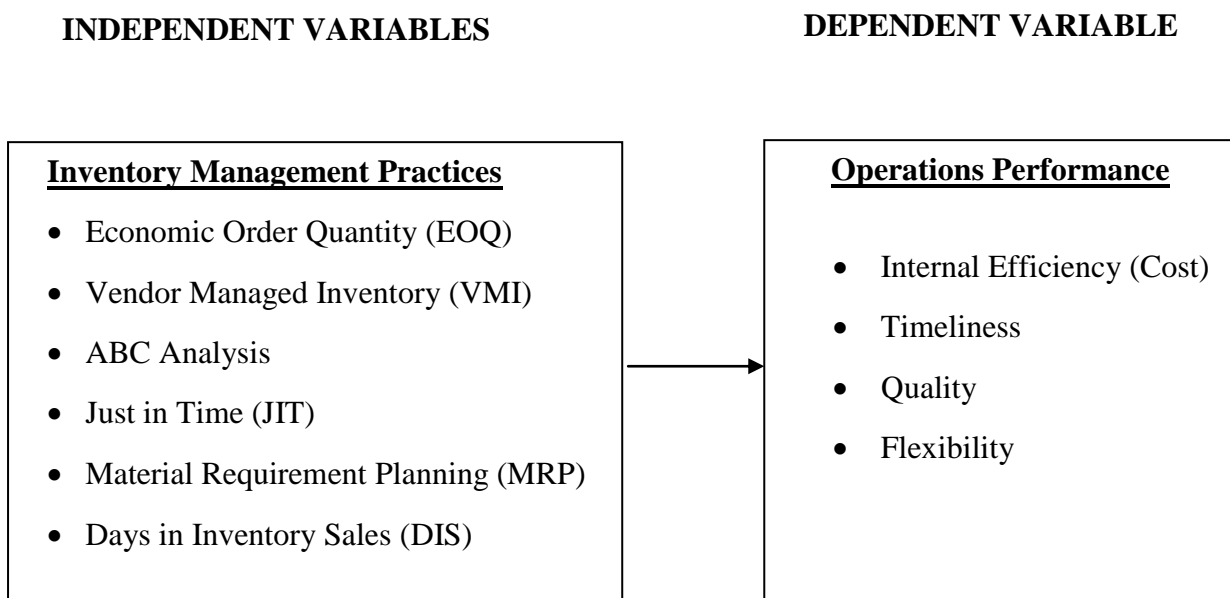 INDEPENDENT VARIABLES
DEPENDENT VARIABLE
Inventory Management Practices
• Economic Order Quantity (EOQ)
• Vendor Managed Inventory (VMI)
• ABC Analysis
• Just in Time (JIT)
• Material Requirement Planning (MRP)
• Days in Inventory Sales (DIS)
Operations Performance
• Internal Efficiency (Cost)
• Timeliness
• Quality
• Flexibility